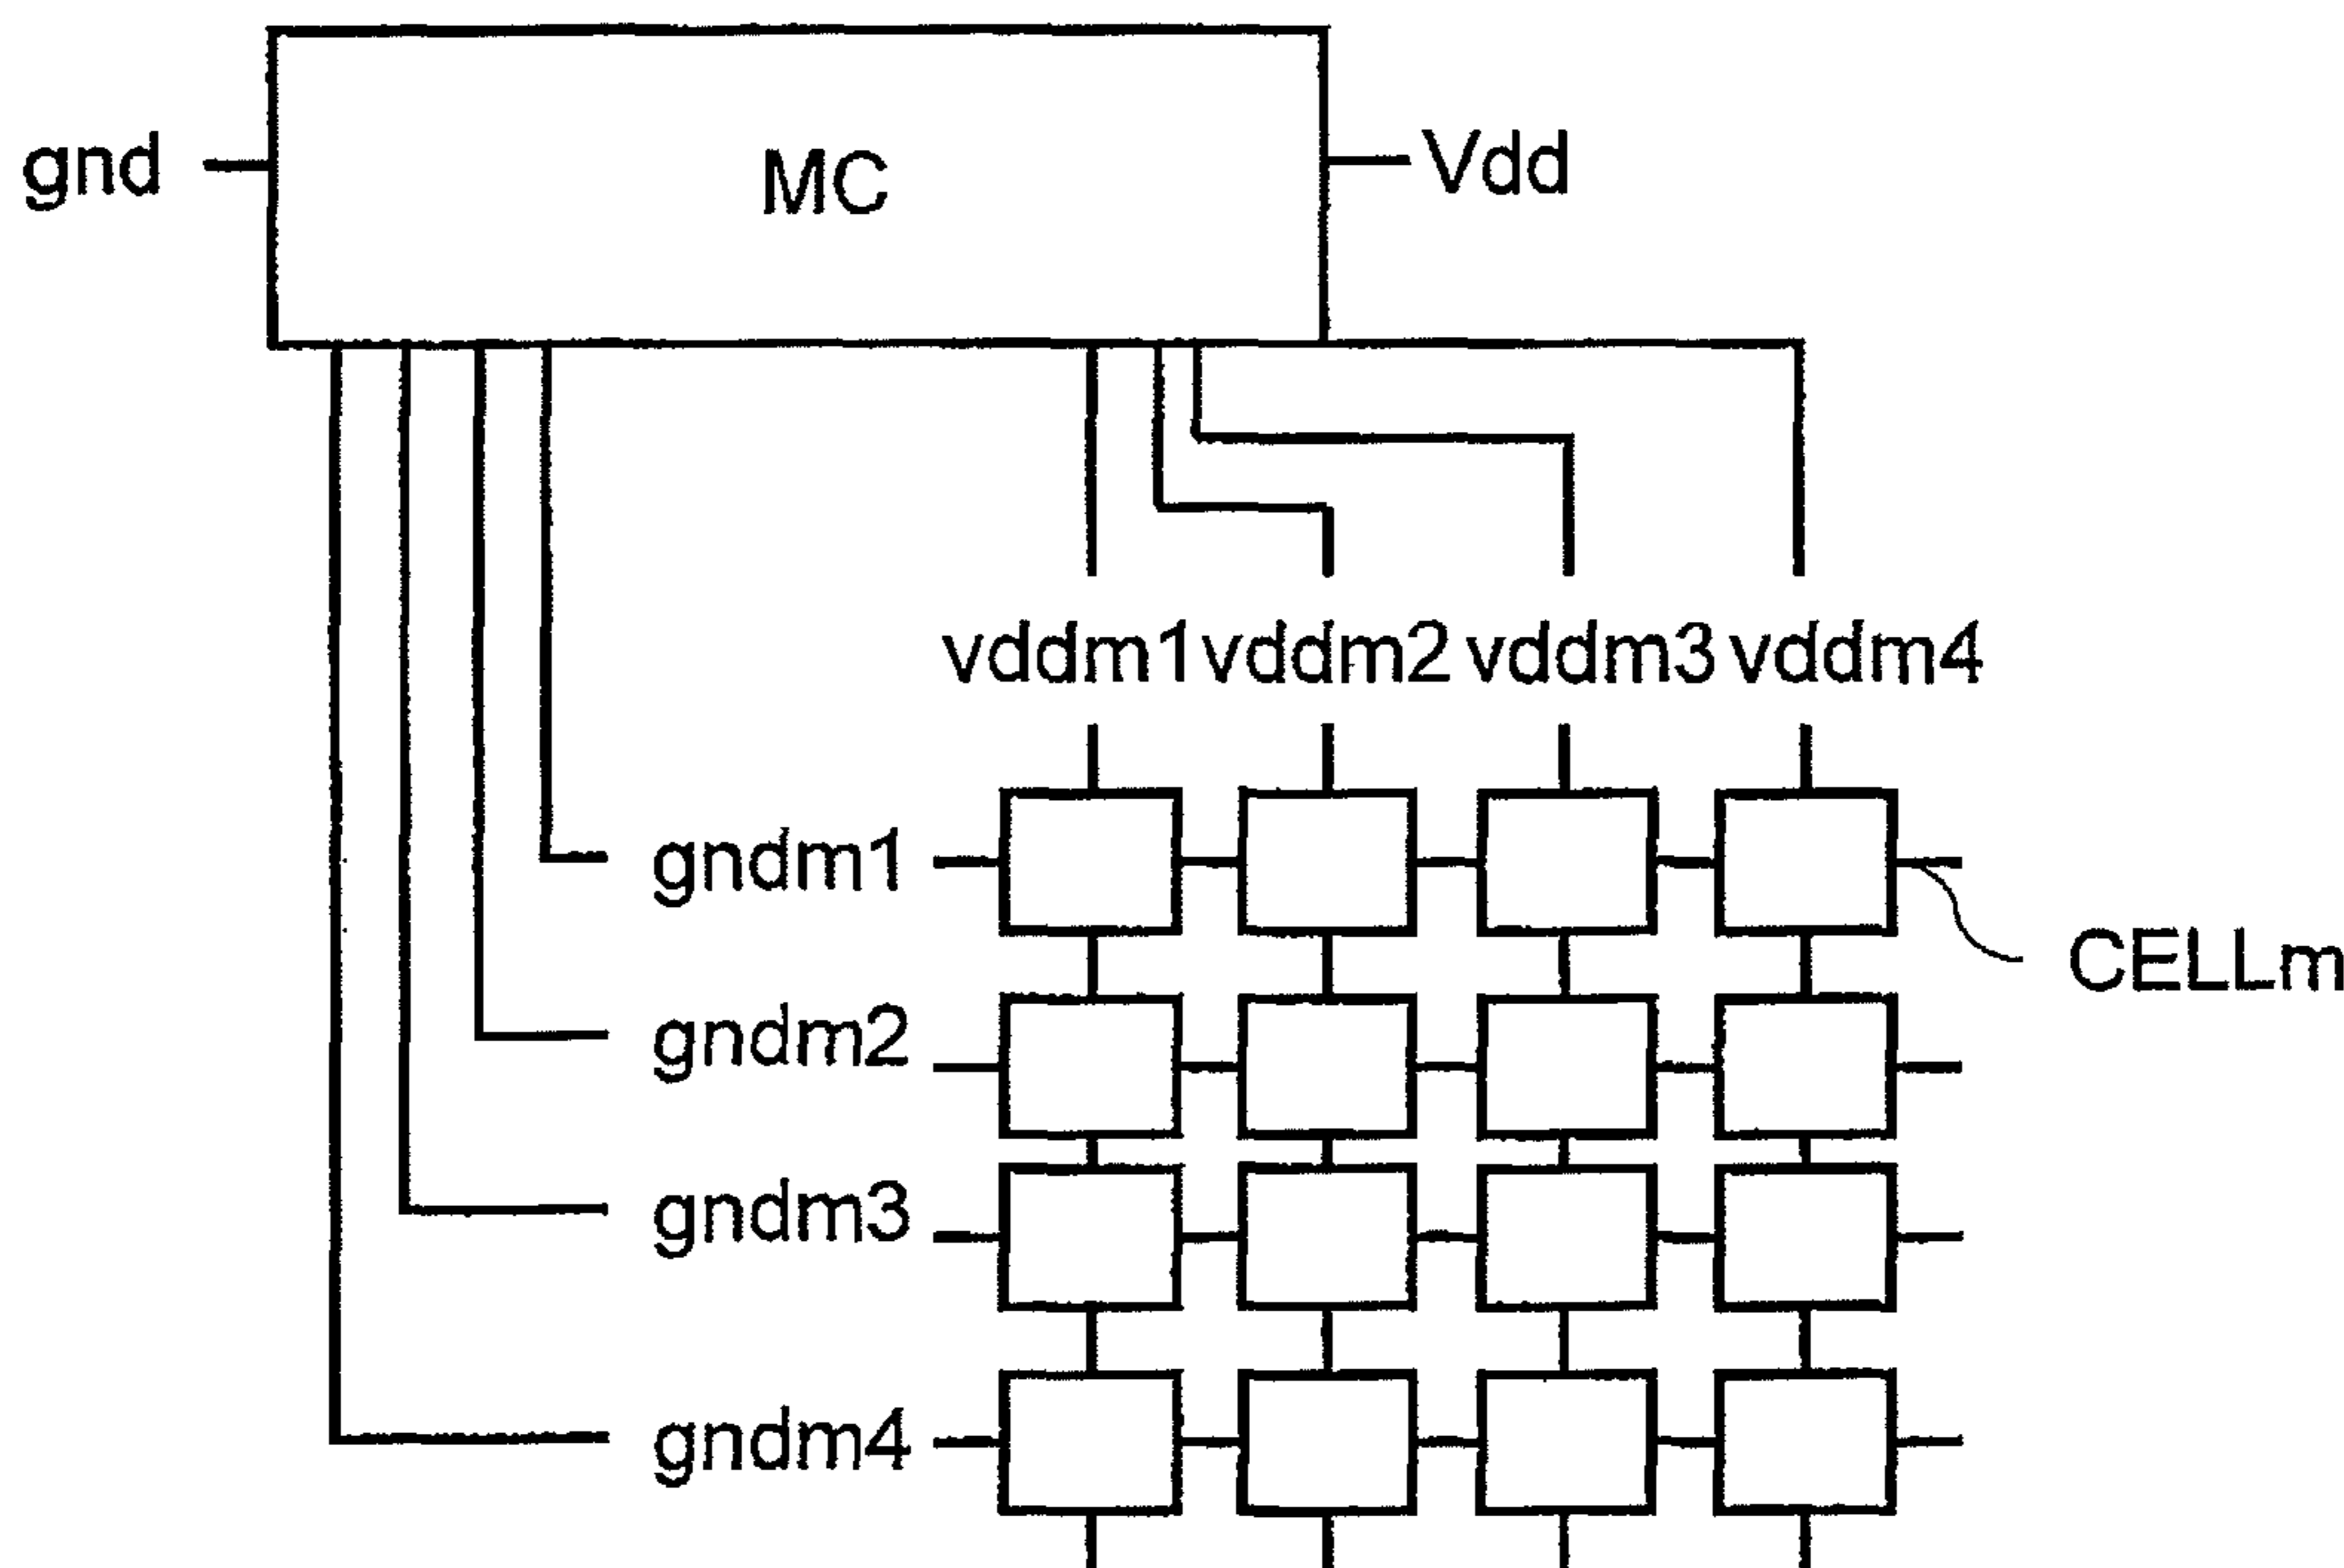 gnd
MC
Vdd
vddm1 vddm2 vddm3 vddm4
gndm1
CELLm
gndm2
gndm3
gndm4